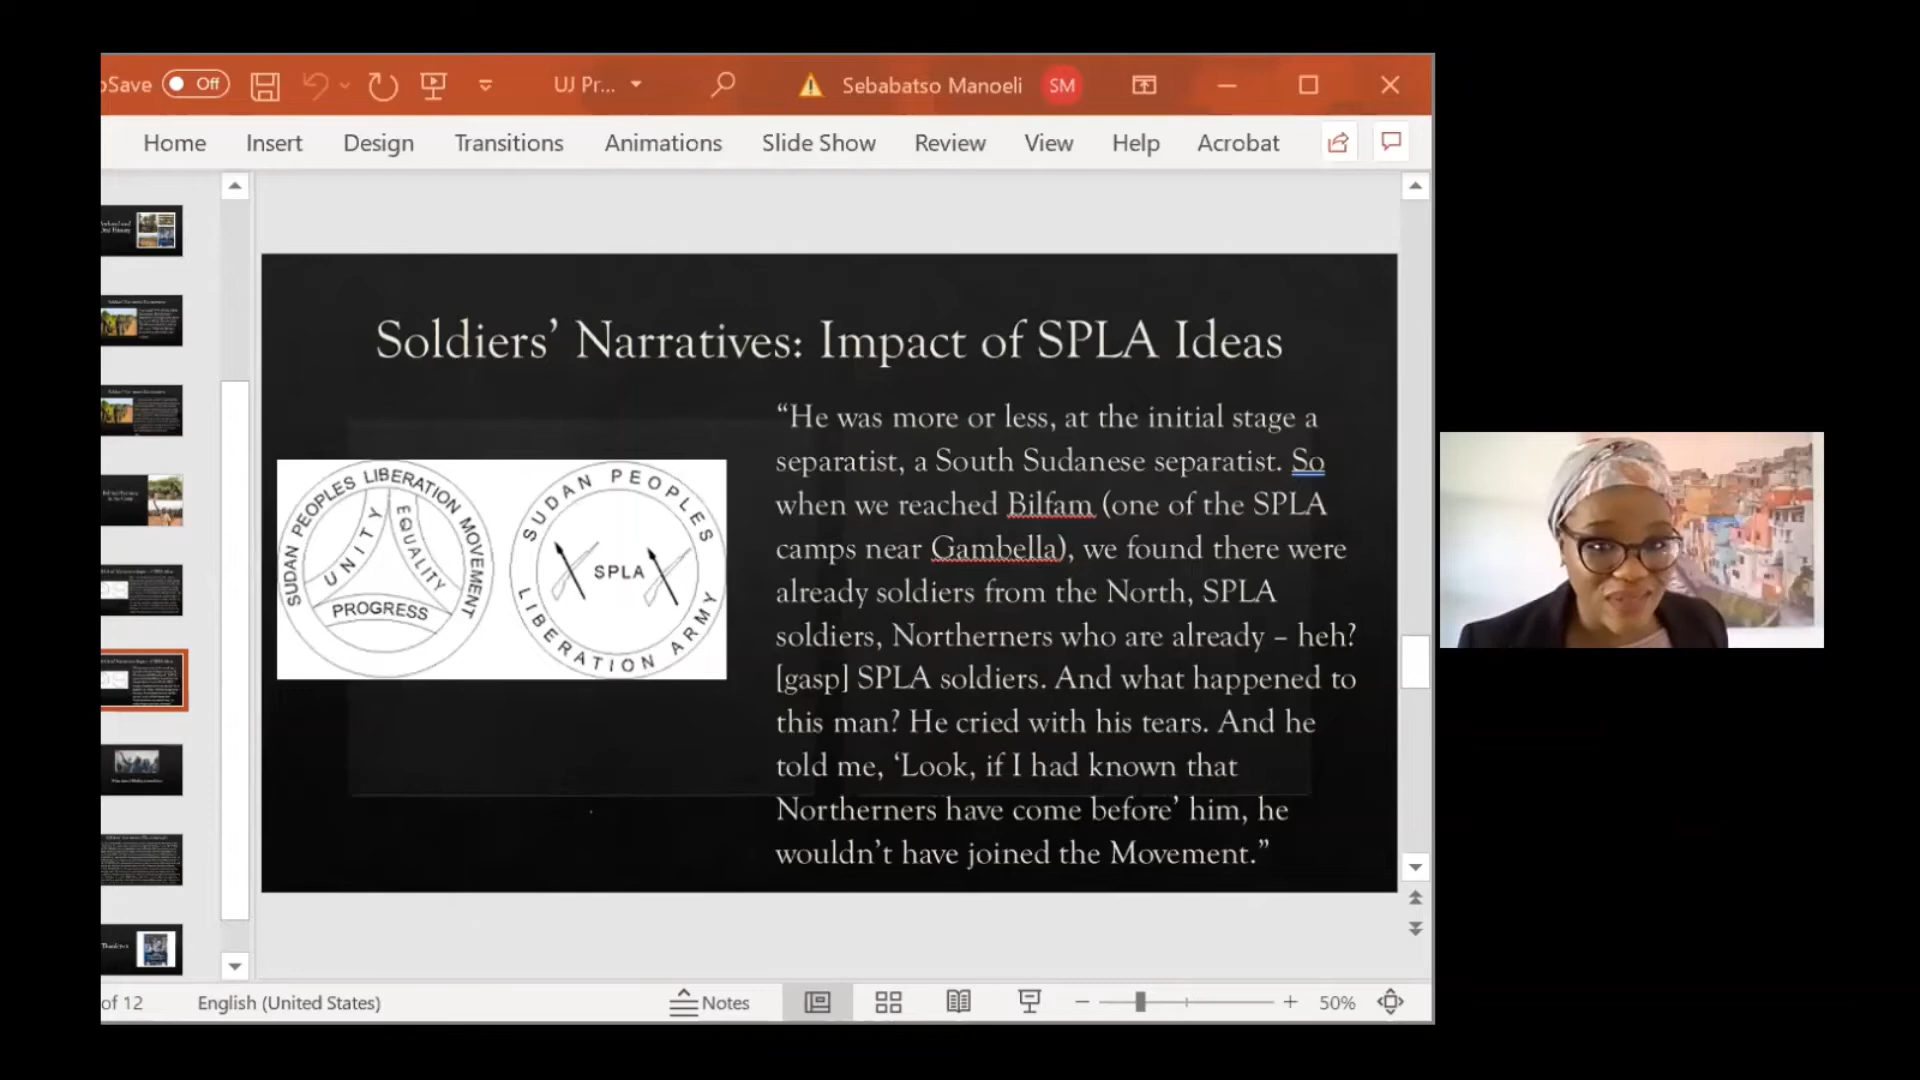 oSave Off UJ Pr... Sebabatso Manoeli SM
Home Insert Design Transitions Animations Slide Show Review View Help Acrobat
Soldiers' Narratives: Impact of SPLA Ideas
SUDAN PEOPLES LIBERATION MOVEMENT
UNITY
EQUALITY
PROGRESS
SUDAN PEOPLES
SPLA
LIBERATION ARMY
“He was more or less, at the initial stage a
separatist, a South Sudanese separatist. So
when we reached Bilfam (one of the SPLA
camps near Gambella), we found there were
already soldiers from the North, SPLA
soldiers, Northerners who are already – heh?
[gasp] SPLA soldiers. And what happened to
this man? He cried with his tears. And he
told me, ‘Look, if I had known that
Northerners have come before’ him, he
wouldn’t have joined the Movement.”
of 12 English (United States) Notes 50%